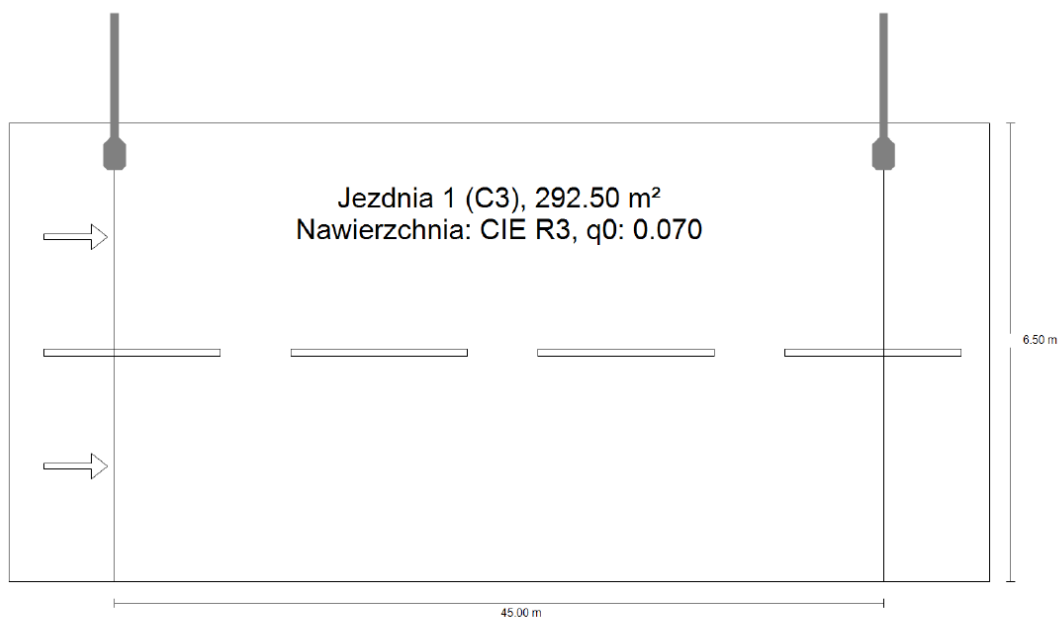 Jezdnia 1 (C3), 292.50 m²
Nawierzchnia: CIE R3, q0: 0.070
6.50 m
45.00 m